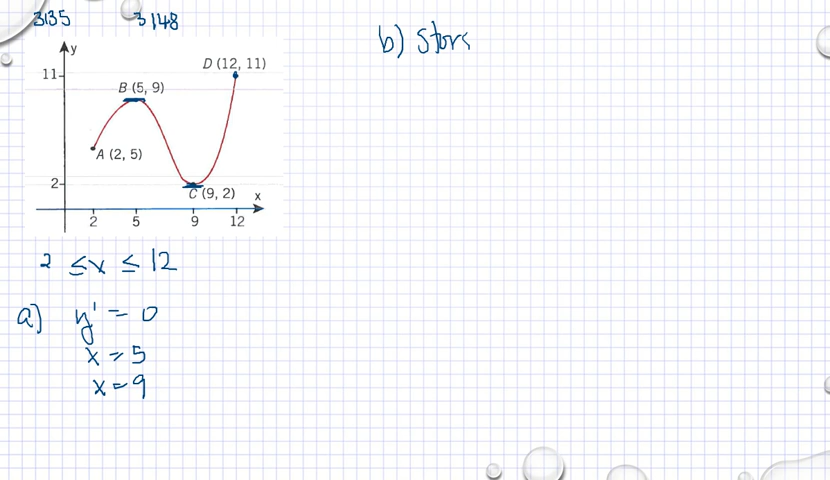 3135 3148
b) Stors
y
D (12, 11)
11
B (5, 9)
A (2, 5)
2
C (9, 2)
x
2 5 9 12
2 ≤ x ≤ 12
a) y' = 0
x = 5
x = 9